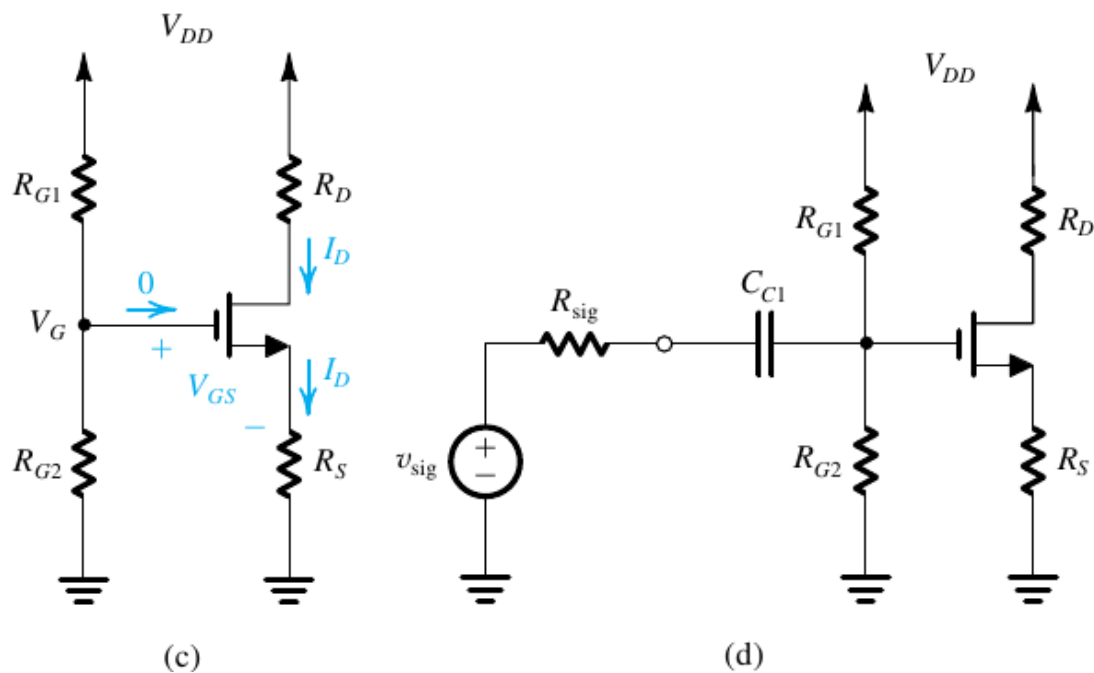 V_DD
R_G1
R_D
I_D
0
V_G
+
V_GS
I_D
−
R_G2
R_S
(c)
V_DD
R_G1
R_D
C_C1
R_sig
+
−
v_sig
R_G2
R_S
(d)